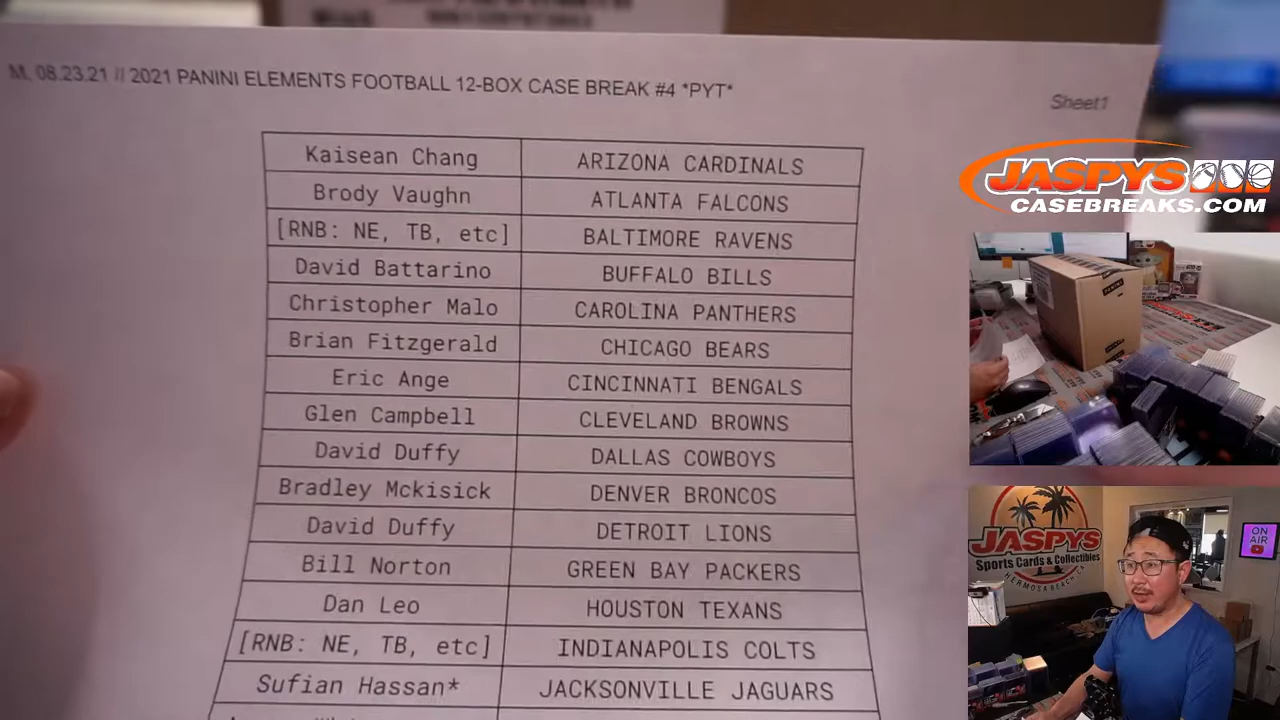 M, 08.23.21 // 2021 PANINI ELEMENTS FOOTBALL 12-BOX CASE BREAK #4 *PYT*
Sheet1
Kaisean Chang ARIZONA CARDINALS
Brody Vaughn ATLANTA FALCONS
[RNB: NE, TB, etc] BALTIMORE RAVENS
David Battarino BUFFALO BILLS
Christopher Malo CAROLINA PANTHERS
Brian Fitzgerald CHICAGO BEARS
Eric Ange CINCINNATI BENGALS
Glen Campbell CLEVELAND BROWNS
David Duffy DALLAS COWBOYS
Bradley Mckisick DENVER BRONCOS
David Duffy DETROIT LIONS
Bill Norton GREEN BAY PACKERS
Dan Leo HOUSTON TEXANS
[RNB: NE, TB, etc] INDIANAPOLIS COLTS
Sufian Hassan* JACKSONVILLE JAGUARS
JASPYS
CASEBREAKS.COM
JASPYS
Sports Cards & Collectibles
HERMOSA BEACH, CA
ON
AIR